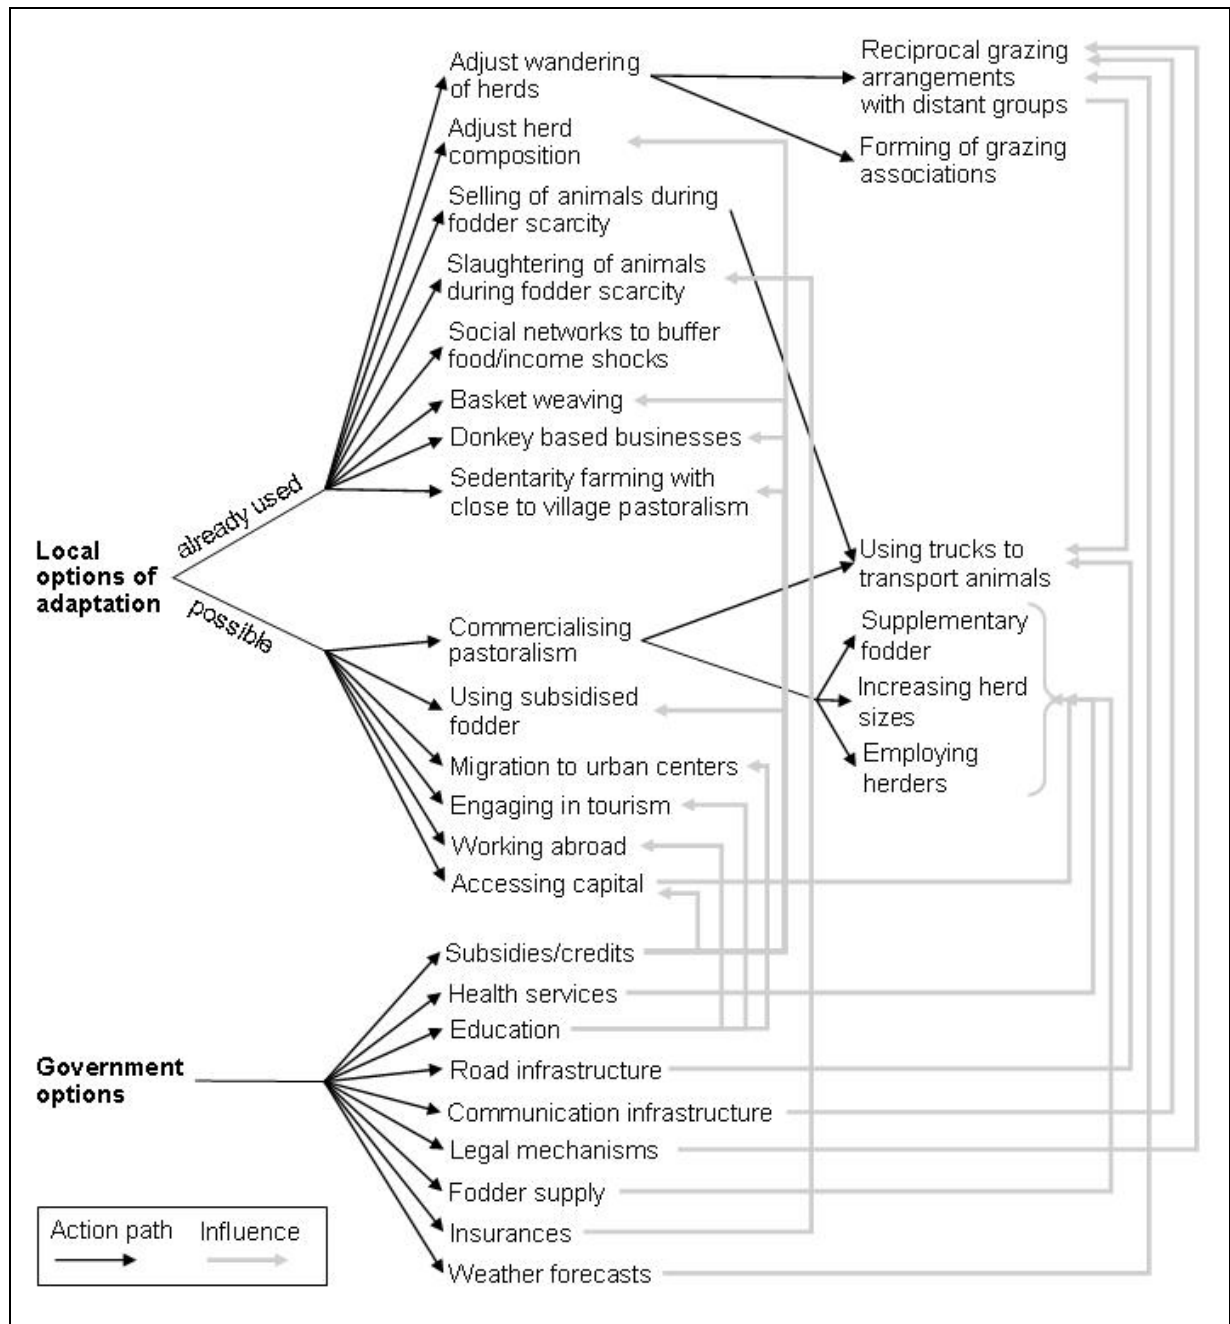 Adjust wandering
of herds
Adjust herd
composition
Selling of animals during
fodder scarcity
Slaughtering of animals
during fodder scarcity
Social networks to buffer
food/income shocks
Basket weaving
Donkey based businesses
Sedentarity farming with
close to village pastoralism
Reciprocal grazing
arrangements
with distant groups
Forming of grazing
associations
already used
Local
options of
adaptation
possible
Using trucks to
transport animals
Commercialising
pastoralism
Supplementary
fodder
Increasing herd
sizes
Employing
herders
Using subsidised
fodder
Migration to urban centers
Engaging in tourism
Working abroad
Accessing capital
Subsidies/credits
Health services
Education
Government
options
Road infrastructure
Communication infrastructure
Legal mechanisms
Fodder supply
Insurances
Weather forecasts
Action path
Influence